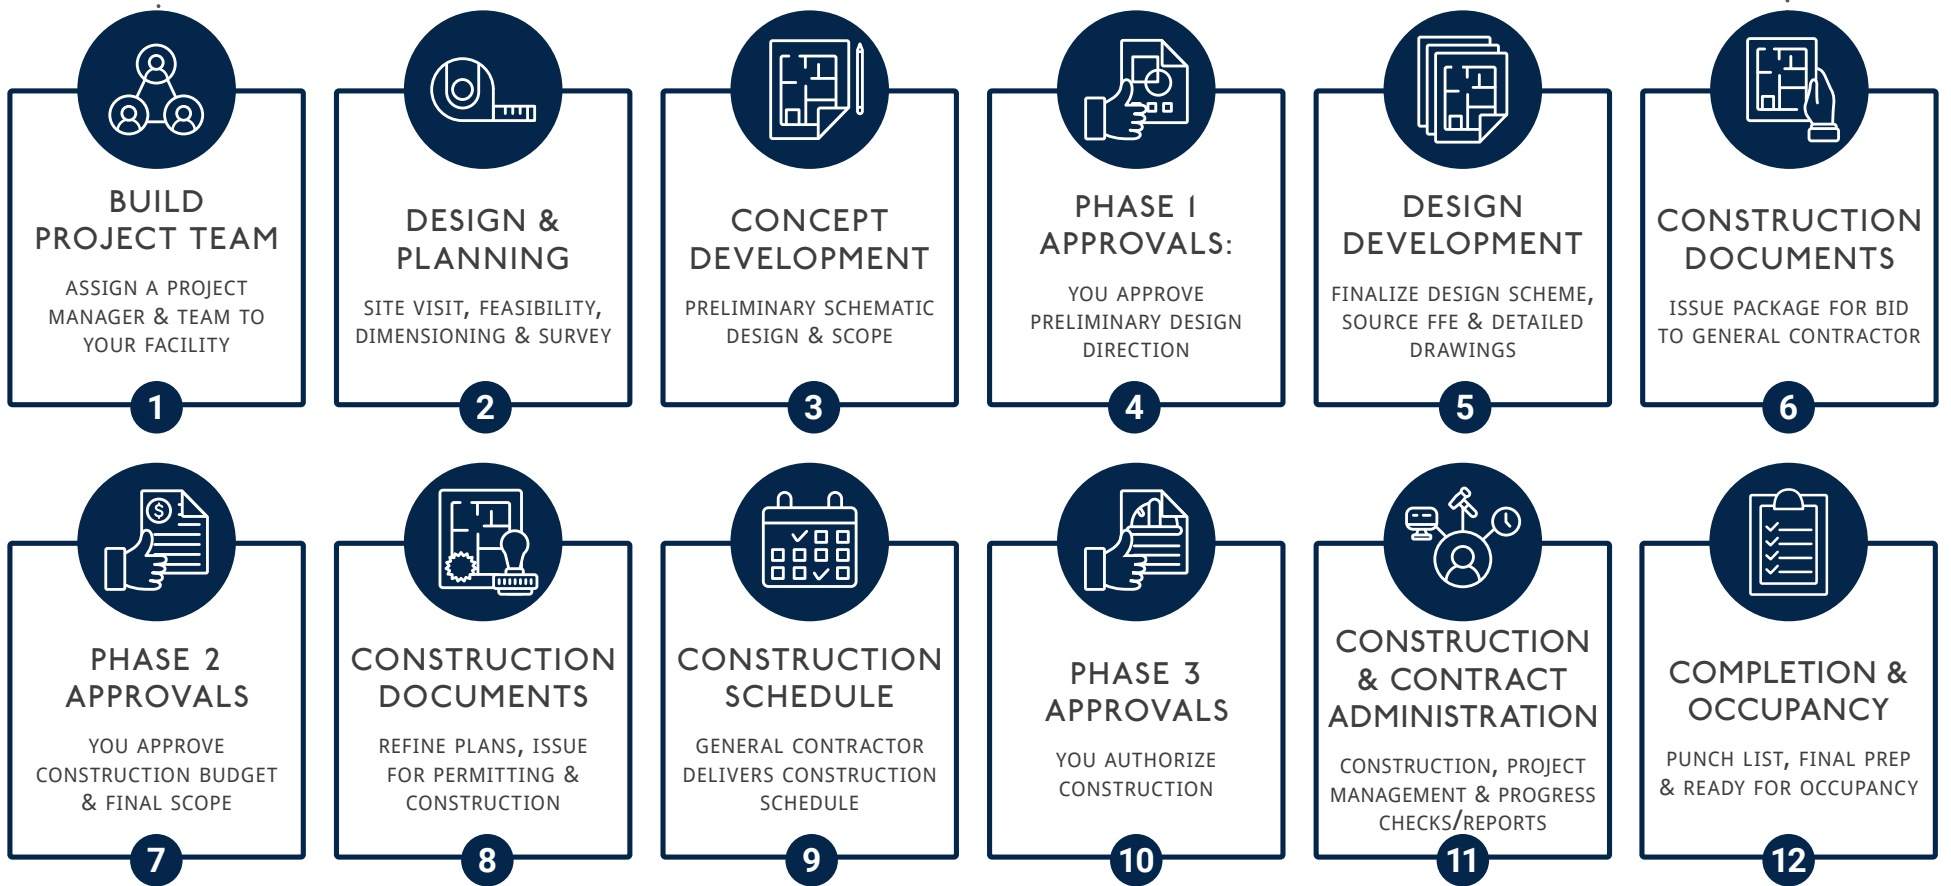 BUILD
PROJECT TEAM
ASSIGN A PROJECT
MANAGER & TEAM TO
YOUR FACILITY
1
DESIGN &
PLANNING
SITE VISIT, FEASIBILITY,
DIMENSIONING & SURVEY
2
CONCEPT
DEVELOPMENT
PRELIMINARY SCHEMATIC
DESIGN & SCOPE
3
PHASE 1
APPROVALS:
YOU APPROVE
PRELIMINARY DESIGN
DIRECTION
4
DESIGN
DEVELOPMENT
FINALIZE DESIGN SCHEME,
SOURCE FFE & DETAILED
DRAWINGS
5
CONSTRUCTION
DOCUMENTS
ISSUE PACKAGE FOR BID
TO GENERAL CONTRACTOR
6
$
PHASE 2
APPROVALS
YOU APPROVE
CONSTRUCTION BUDGET
& FINAL SCOPE
7
CONSTRUCTION
DOCUMENTS
REFINE PLANS, ISSUE
FOR PERMITTING &
CONSTRUCTION
8
CONSTRUCTION
SCHEDULE
GENERAL CONTRACTOR
DELIVERS CONSTRUCTION
SCHEDULE
9
PHASE 3
APPROVALS
YOU AUTHORIZE
CONSTRUCTION
10
CONSTRUCTION
& CONTRACT
ADMINISTRATION
CONSTRUCTION, PROJECT
MANAGEMENT & PROGRESS
CHECKS/REPORTS
11
COMPLETION &
OCCUPANCY
PUNCH LIST, FINAL PREP
& READY FOR OCCUPANCY
12